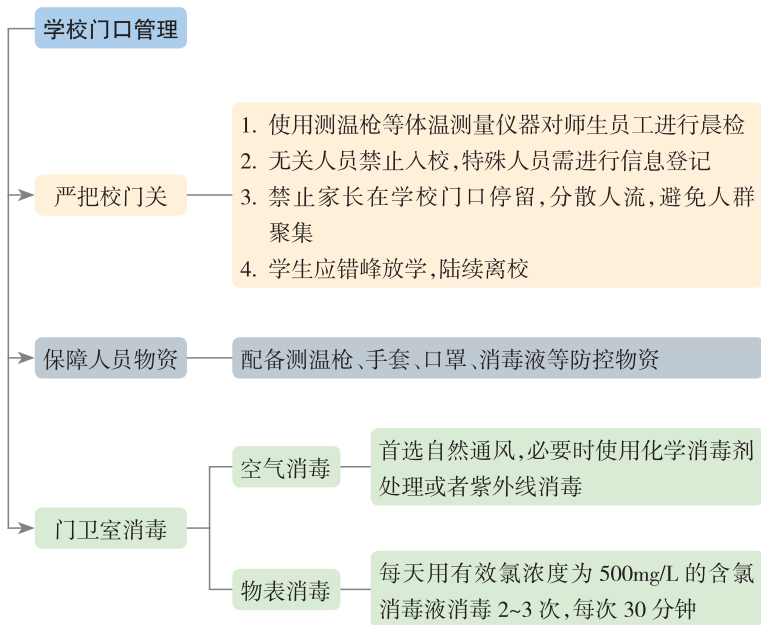 学校门口管理
严把校门关
1. 使用测温枪等体温测量仪器对师生员工进行晨检
2. 无关人员禁止入校,特殊人员需进行信息登记
3. 禁止家长在学校门口停留,分散人流,避免人群
聚集
4. 学生应错峰放学,陆续离校
保障人员物资
配备测温枪、手套、口罩、消毒液等防控物资
门卫室消毒
空气消毒
首选自然通风,必要时使用化学消毒剂
处理或者紫外线消毒
物表消毒
每天用有效氯浓度为 500mg/L 的含氯
消毒液消毒 2~3 次,每次 30 分钟